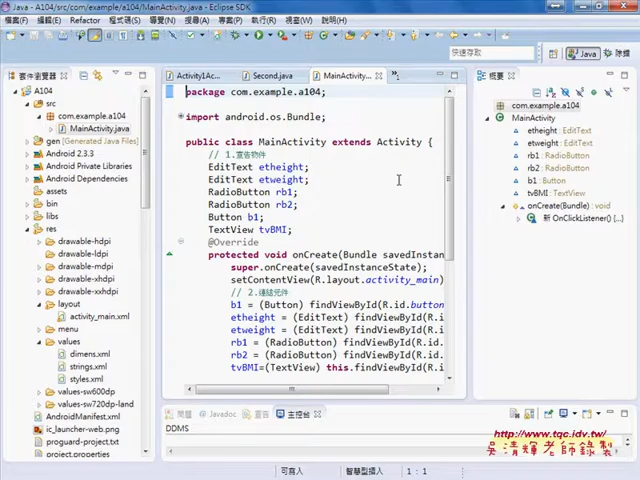 A104/src/com/example/a104/MainActivity.java - Eclipse SDK
檔案(F) 編輯(E) Refactor 程式碼(S) 導覽(N) 搜尋(A) 專案(P) 執行(R) 視窗(W) 說明(H)
快速存取
Java
除錯
套件瀏覽器
A104
src
com.example.a104
MainActivity.java
gen [Generated Java Files]
Android 2.3.3
Android Private Libraries
Android Dependencies
assets
bin
libs
res
drawable-hdpi
drawable-ldpi
drawable-mdpi
drawable-xhdpi
drawable-xxhdpi
layout
activity_main.xml
menu
values
dimens.xml
strings.xml
styles.xml
values-sw600dp
values-sw720dp-land
AndroidManifest.xml
ic_launcher-web.png
proguard-project.txt
project.properties
Activity1Ac...
Second.java
MainActivity...
package com.example.a104;
import android.os.Bundle;
public class MainActivity extends Activity {
// 1.宣告物件
EditText etheight;
EditText etweight;
RadioButton rb1;
RadioButton rb2;
Button b1;
TextView tvBMI;
@Override
protected void onCreate(Bundle savedInstan
super.onCreate(savedInstanceState);
setContentView(R.layout.activity_main)
// 2.連結元件
b1 = (Button) findViewById(R.id.button
etheight = (EditText) findViewById(R.i
etweight = (EditText) findViewById(R.i
rb1 = (RadioButton) findViewById(R.id.
rb2 = (RadioButton) findViewById(R.id.
tvBMI=(TextView) this.findViewById(R.i
概要
com.example.a104
MainActivity
etheight : EditText
etweight : EditText
rb1 : RadioButton
rb2 : RadioButton
b1 : Button
tvBMI : TextView
onCreate(Bundle) : void
新 OnClickListener() {...}
問題 Javadoc 宣告 主控台
DDMS
http://www.tqc.idv.tw/
吳清輝老師錄製
可寫入
智慧型插入
1 : 1